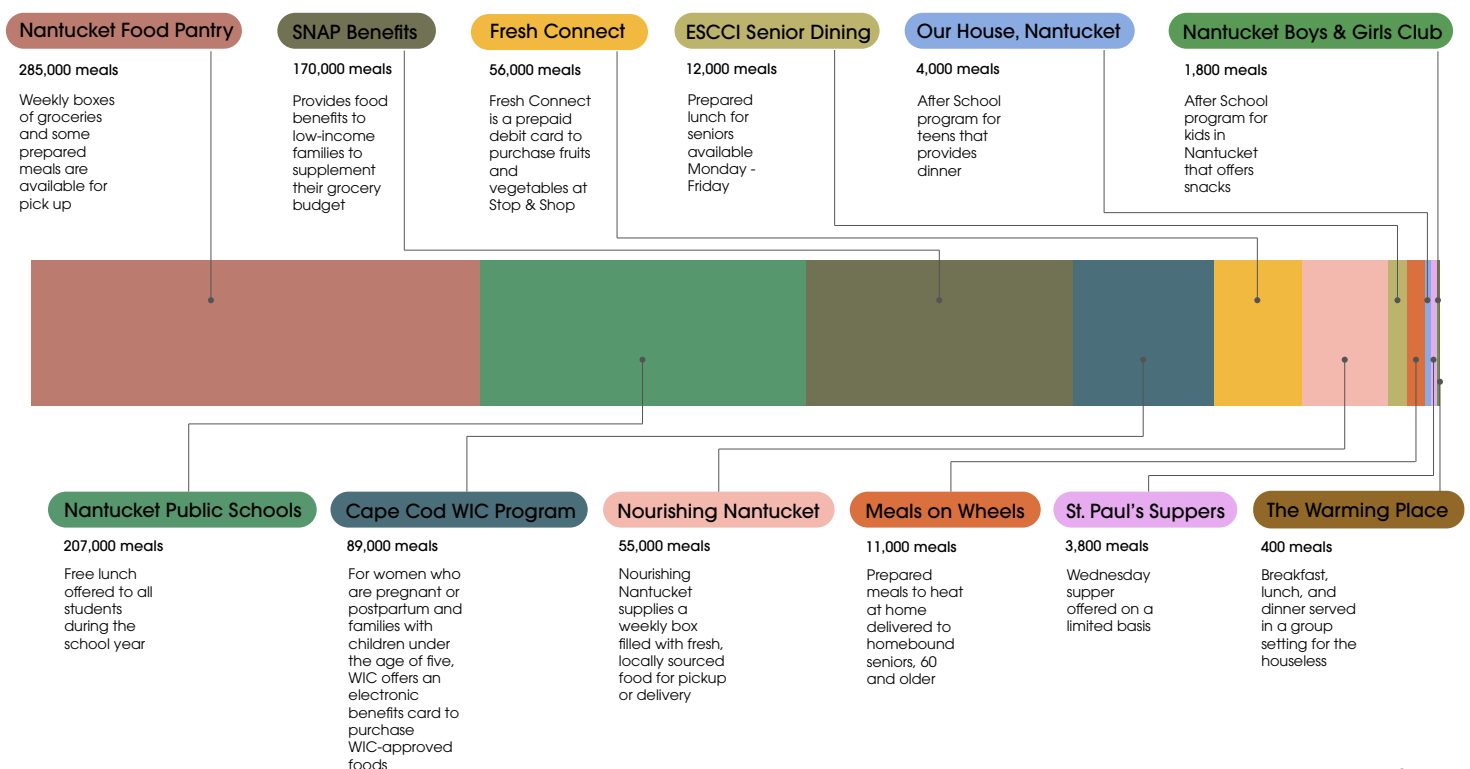 Nantucket Food Pantry
285,000 meals
Weekly boxes
of groceries
and some
prepared
meals are
available for
pick up
SNAP Benefits
170,000 meals
Provides food
benefits to
low-income
families to
supplement
their grocery
budget
Fresh Connect
56,000 meals
Fresh Connect
is a prepaid
debit card to
purchase fruits
and
vegetables at
Stop & Shop
ESCCI Senior Dining
12,000 meals
Prepared
lunch for
seniors
available
Monday -
Friday
Our House, Nantucket
4,000 meals
After School
program for
teens that
provides
dinner
Nantucket Boys & Girls Club
1,800 meals
After School
program for
kids in
Nantucket
that offers
snacks
Nantucket Public Schools
207,000 meals
Free lunch
offered to all
students
during the
school year
Cape Cod WIC Program
89,000 meals
For women who
are pregnant or
postpartum and
families with
children under
the age of five,
WIC offers an
electronic
benefits card to
purchase
WIC-approved
foods
Nourishing Nantucket
55,000 meals
Nourishing
Nantucket
supplies a
weekly box
filled with fresh,
locally sourced
food for pickup
or delivery
Meals on Wheels
11,000 meals
Prepared
meals to heat
at home
delivered to
homebound
seniors, 60
and older
St. Paul's Suppers
3,800 meals
Wednesday
supper
offered on a
limited basis
The Warming Place
400 meals
Breakfast,
lunch, and
dinner served
in a group
setting for the
houseless